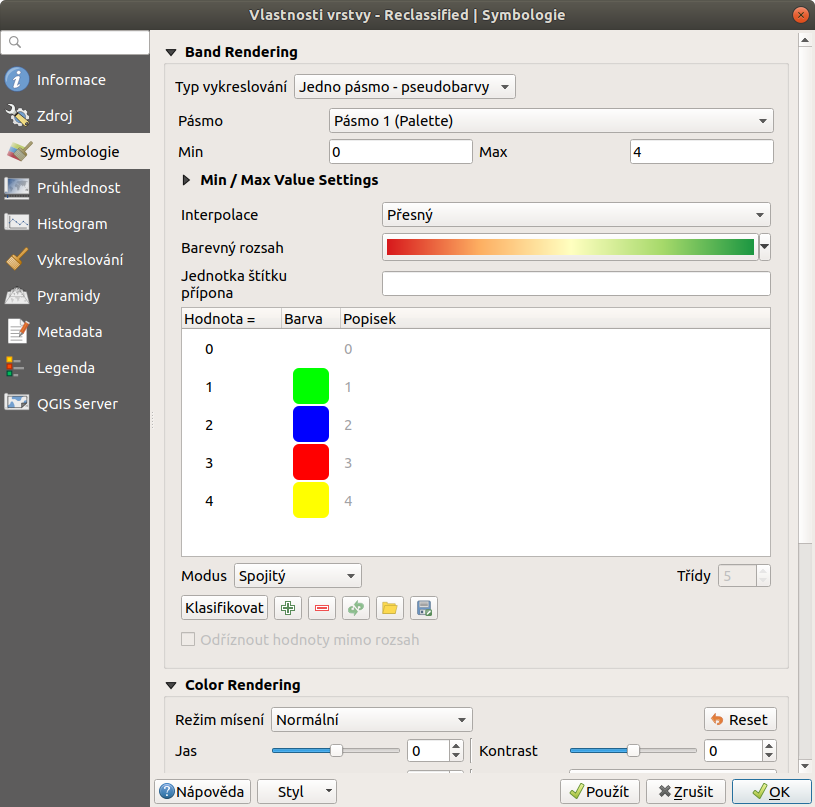 Vlastnosti vrstvy - Reclassified | Symbologie
Informace
Zdroj
Symbologie
Průhlednost
Histogram
Vykreslování
Pyramidy
Metadata
Legenda
QGIS Server
Band Rendering
Typ vykreslování Jedno pásmo - pseudobarvy
Pásmo Pásmo 1 (Palette)
Min 0 Max 4
Min / Max Value Settings
Interpolace Přesný
Barevný rozsah
Jednotka štítku
přípona
Hodnota = Barva Popisek
0 0
1 1
2 2
3 3
4 4
Modus Spojitý Třídy 5
Klasifikovat
Odříznout hodnoty mimo rozsah
Color Rendering
Režim mísení Normální Reset
Jas 0 Kontrast 0
Nápověda Styl Použít Zrušit OK